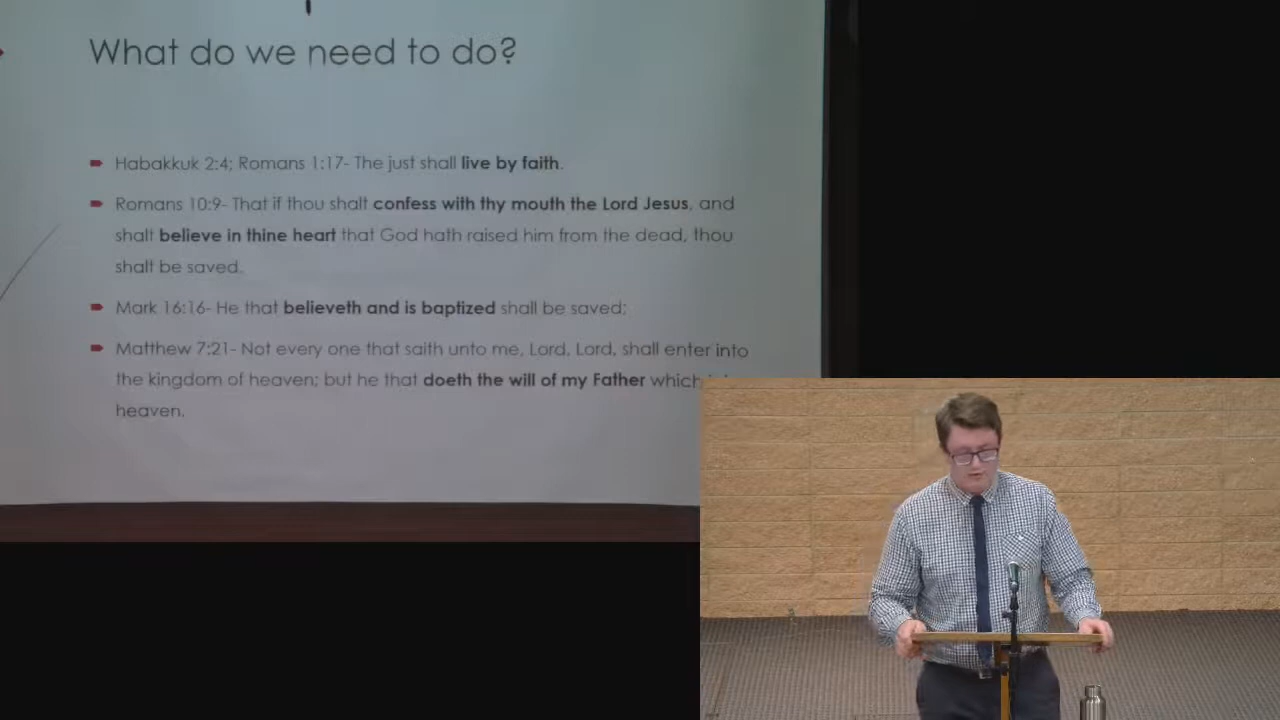 What do we need to do?
Habakkuk 2:4; Romans 1:17- The just shall live by faith.
Romans 10:9- That if thou shalt confess with thy mouth the Lord Jesus, and
shalt believe in thine heart that God hath raised him from the dead, thou
shalt be saved.
Mark 16:16- He that believeth and is baptized shall be saved;
Matthew 7:21- Not every one that saith unto me, Lord, Lord, shall enter into
the kingdom of heaven; but he that doeth the will of my Father which
heaven.